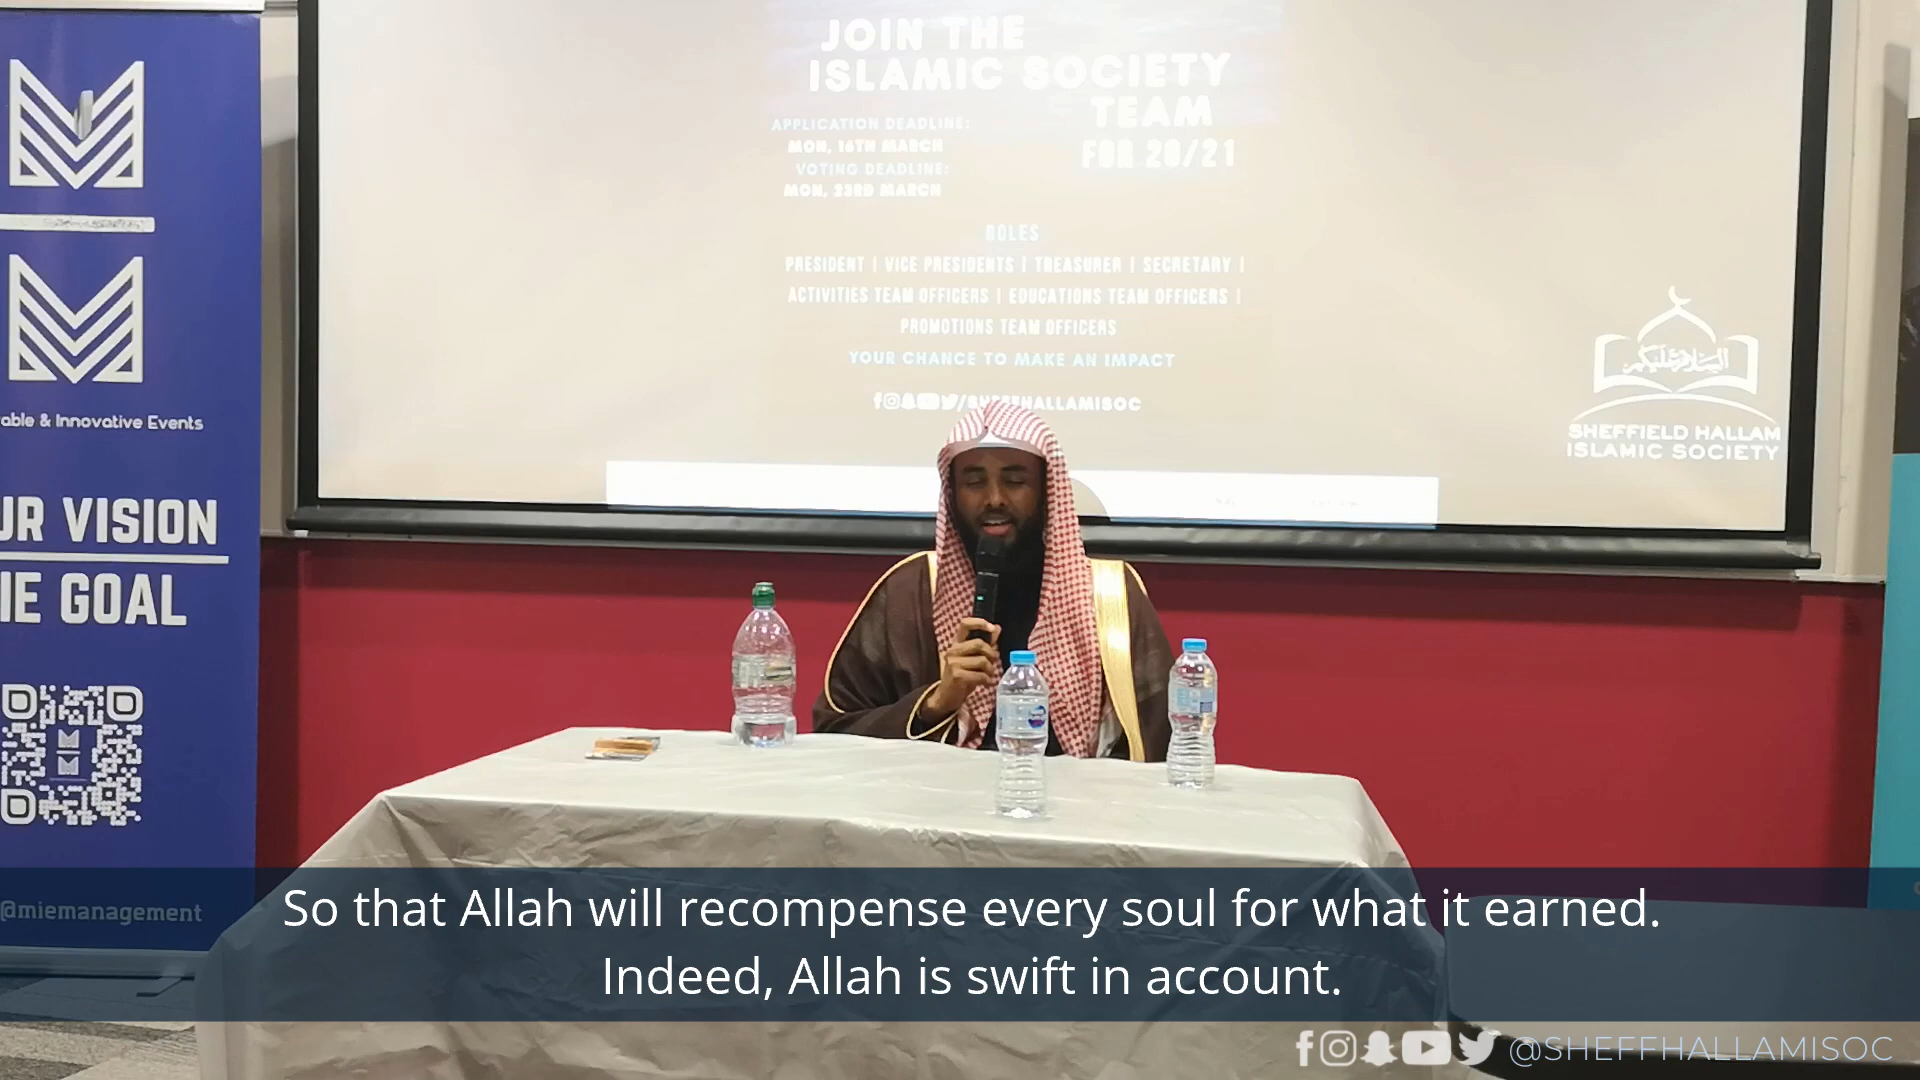 JOIN THE
ISLAMIC SOCIETY
TEAM
FOR 20/21
APPLICATION DEADLINE:
MON, 16TH MARCH
VOTING DEADLINE:
MON, 23RD MARCH
ROLES
PRESIDENT | VICE PRESIDENTS | TREASURER | SECRETARY |
ACTIVITIES TEAM OFFICERS | EDUCATIONS TEAM OFFICERS |
PROMOTIONS TEAM OFFICERS
YOUR CHANCE TO MAKE AN IMPACT
/SHEFFHALLAMISOC
السلام عليكم
SHEFFIELD HALLAM
ISLAMIC SOCIETY
able & Innovative Events
UR VISION
IE GOAL
@miemanagement
So that Allah will recompense every soul for what it earned.
Indeed, Allah is swift in account.
@SHEFFHALLAMISOC